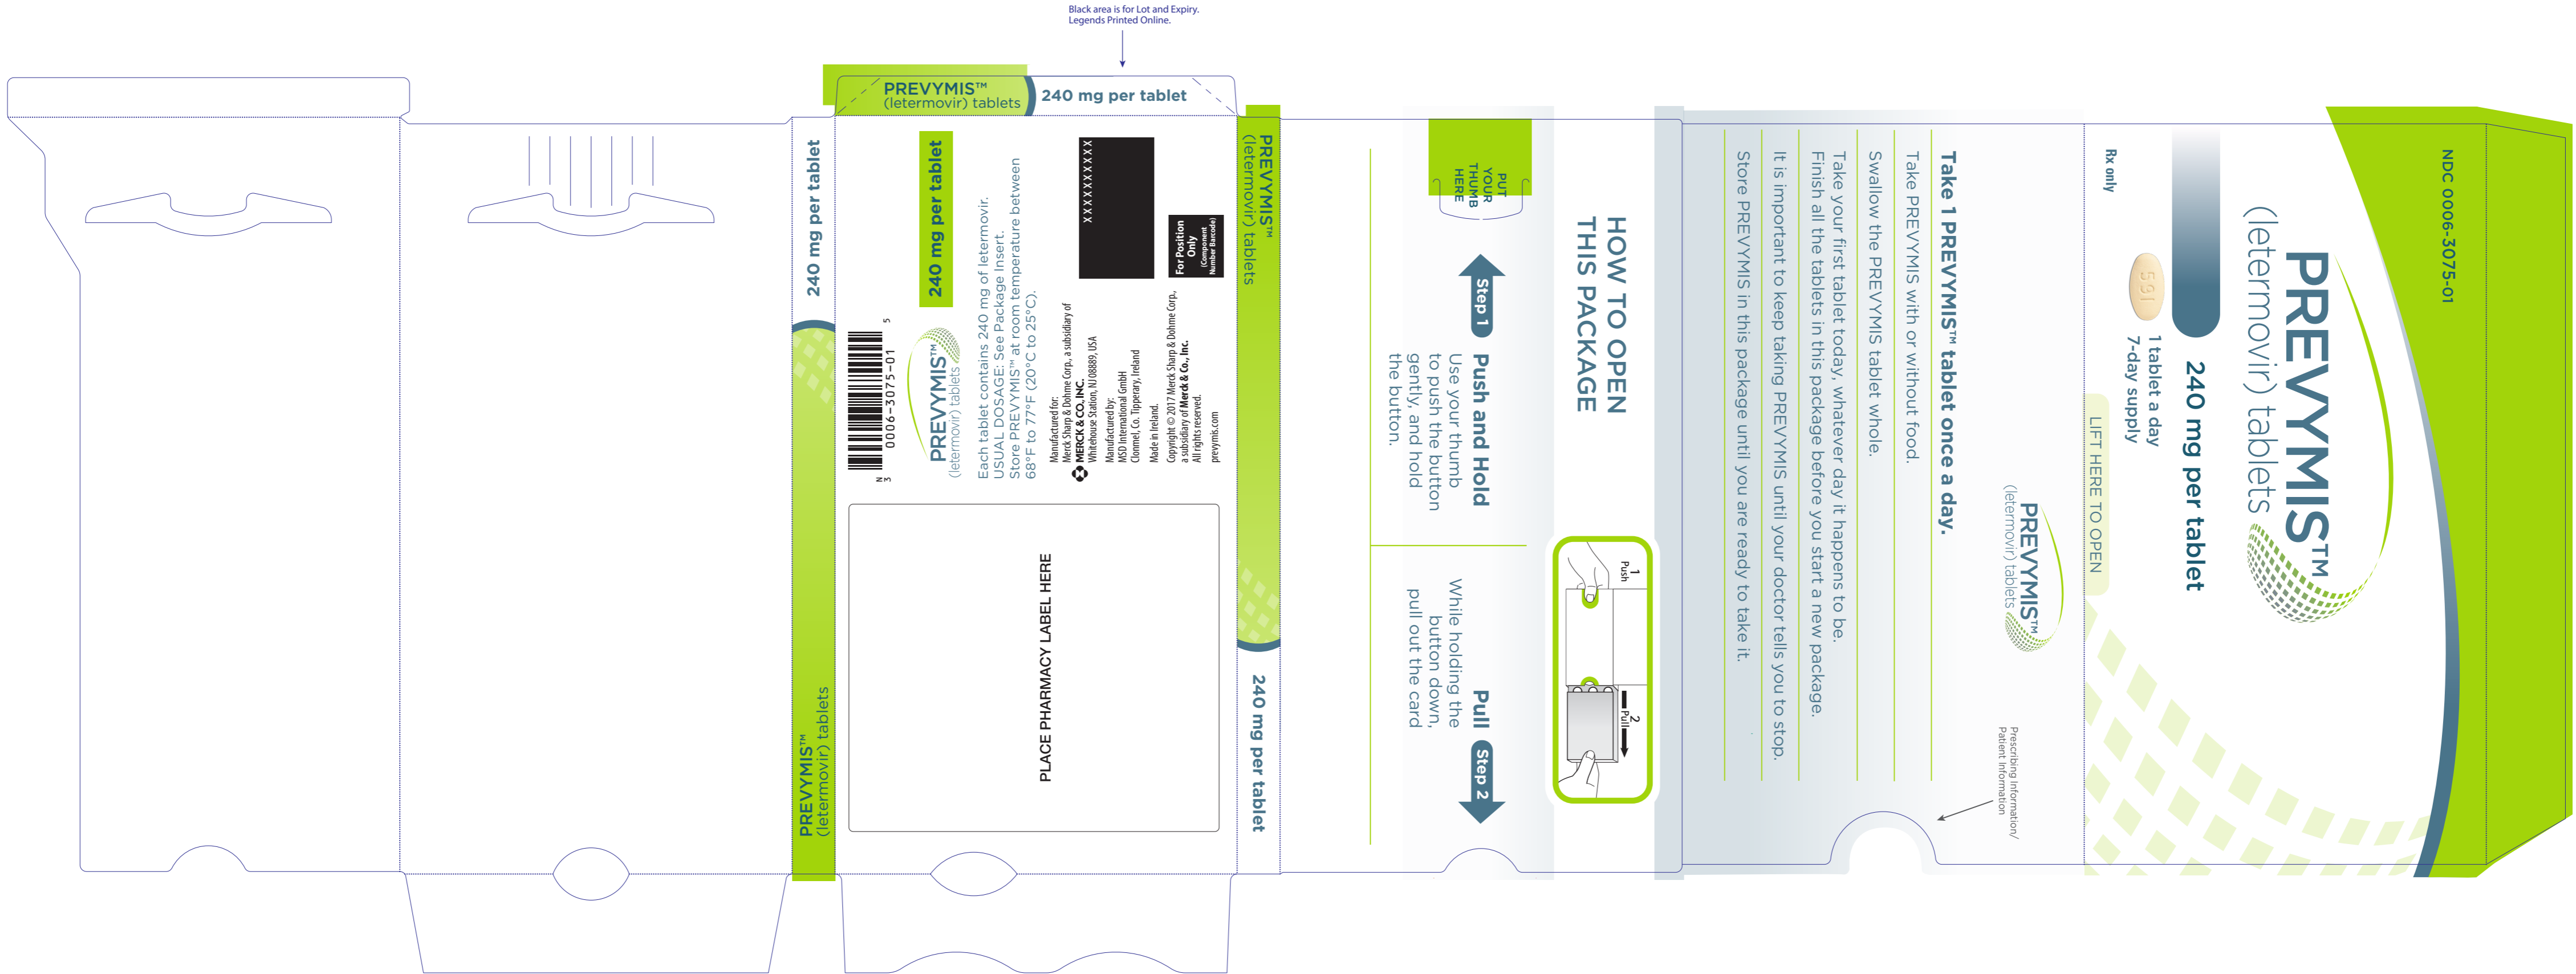 Black area is for Lot and Expiry.
Legends Printed Online.
PREVYMIS™
(letermovir) tablets
240 mg per tablet
240 mg per tablet
PREVYMIS™
(letermovir) tablets
240 mg per tablet
N
3
0006-3075-01
5
PREVYMIS™
(letermovir) tablets
Each tablet contains 240 mg of letermovir.
USUAL DOSAGE: See Package Insert.
Store PREVYMIS™ at room temperature between
68°F to 77°F (20°C to 25°C).
Manufactured for:
Merck Sharp & Dohme Corp., a subsidiary of
MERCK & CO., INC.
Whitehouse Station, NJ 08889, USA
Manufactured by:
MSD International GmbH
Clonmel, Co. Tipperary, Ireland
Made in Ireland.
Copyright © 2017 Merck Sharp & Dohme Corp.,
a subsidiary of Merck & Co., Inc.
All rights reserved.
prevymis.com
XXXXXXXXXX
For Position
Only
(Component
Number Barcode)
PLACE PHARMACY LABEL HERE
PREVYMIS™
(letermovir) tablets
240 mg per tablet
HOW TO OPEN
THIS PACKAGE
1
Push
2
Pull
PUT
YOUR
THUMB
HERE
Step 1
Push and Hold
Use your thumb
to push the button
gently, and hold
the button.
Pull
Step 2
While holding the
button down,
pull out the card
PREVYMIS™
(letermovir) tablets
Prescribing Information/
Patient Information
Take 1 PREVYMIS™ tablet once a day.
Take PREVYMIS with or without food.
Swallow the PREVYMIS tablet whole.
Take your first tablet today, whatever day it happens to be.
Finish all the tablets in this package before you start a new package.
It is important to keep taking PREVYMIS until your doctor tells you to stop.
Store PREVYMIS in this package until you are ready to take it.
NDC 0006-3075-01
PREVYMIS™
(letermovir) tablets
240 mg per tablet
591
1 tablet a day
7-day supply
Rx only
LIFT HERE TO OPEN